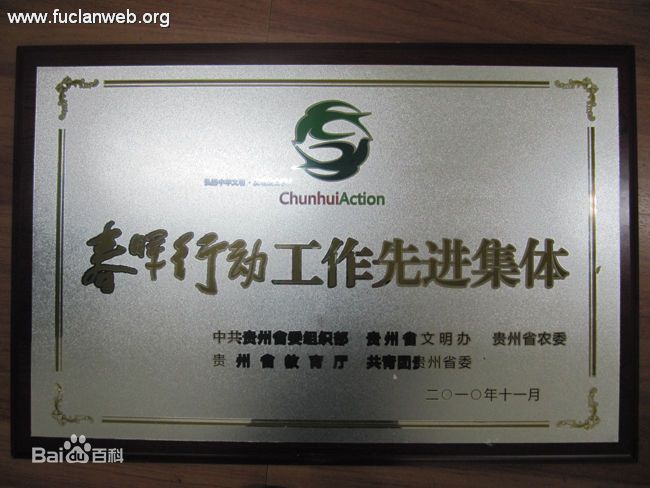 www.fuclanweb.org
ChunhuiAction
春晖行动工作先进集体
中共贵州省委组织部 贵州省文明办 贵州省农委
贵州省教育厅 共青团贵州省委
二〇一〇年十一月
Baidu百科